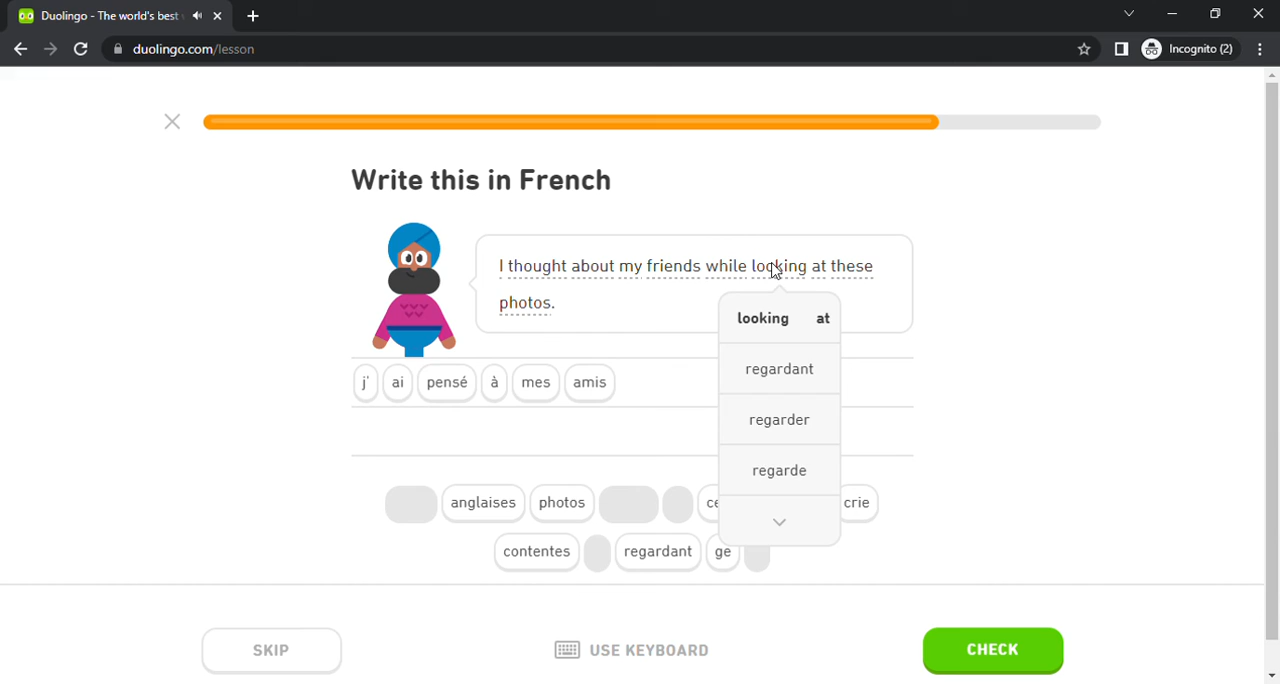 Duolingo - The world's best
duolingo.com/lesson
Incognito (2)
Write this in French
I thought about my friends while looking at these
photos.
looking at
regardant
regarder
regarde
j' ai pensé à mes amis
anglaises photos crie
contentes regardant ge
SKIP
USE KEYBOARD
CHECK